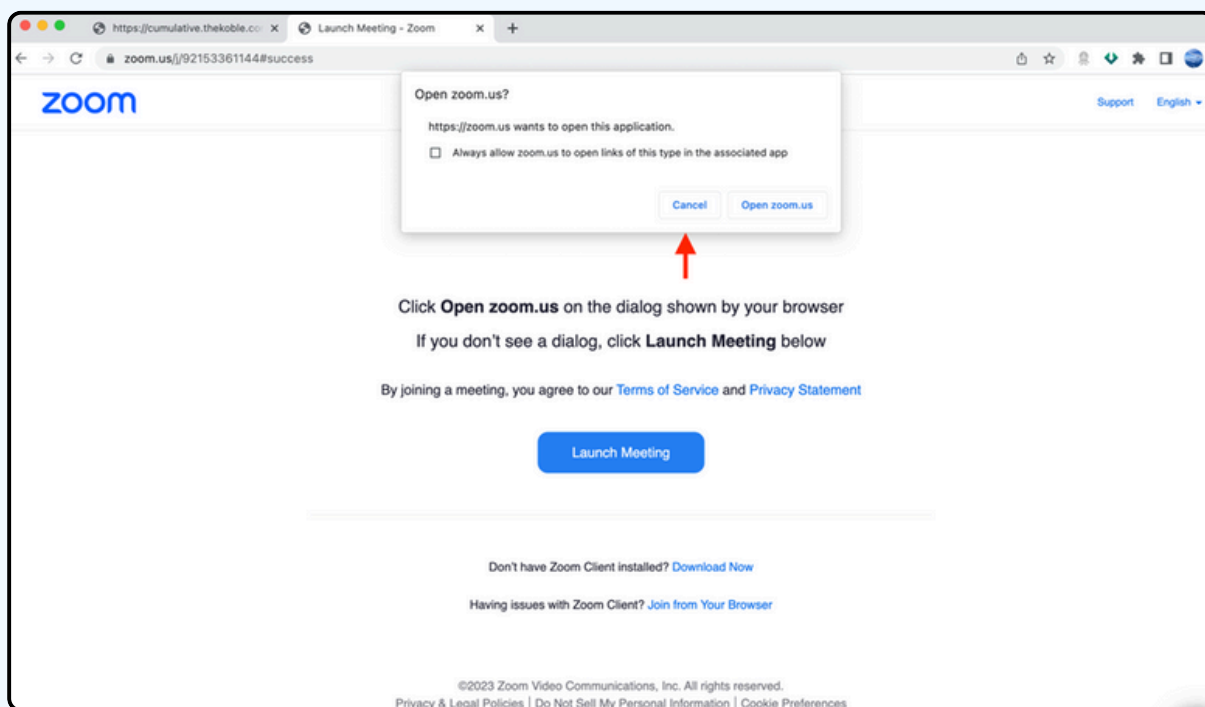 https://cumulative.thekoble.co
Launch Meeting - Zoom
zoom.us/j/92153361144#success
zoom
Support English
Open zoom.us?
https://zoom.us wants to open this application.
Always allow zoom.us to open links of this type in the associated app
Cancel Open zoom.us
Click Open zoom.us on the dialog shown by your browser
If you don't see a dialog, click Launch Meeting below
By joining a meeting, you agree to our Terms of Service and Privacy Statement
Launch Meeting
Don't have Zoom Client installed? Download Now
Having issues with Zoom Client? Join from Your Browser
©2023 Zoom Video Communications, Inc. All rights reserved.
Privacy & Legal Policies | Do Not Sell My Personal Information | Cookie Preferences